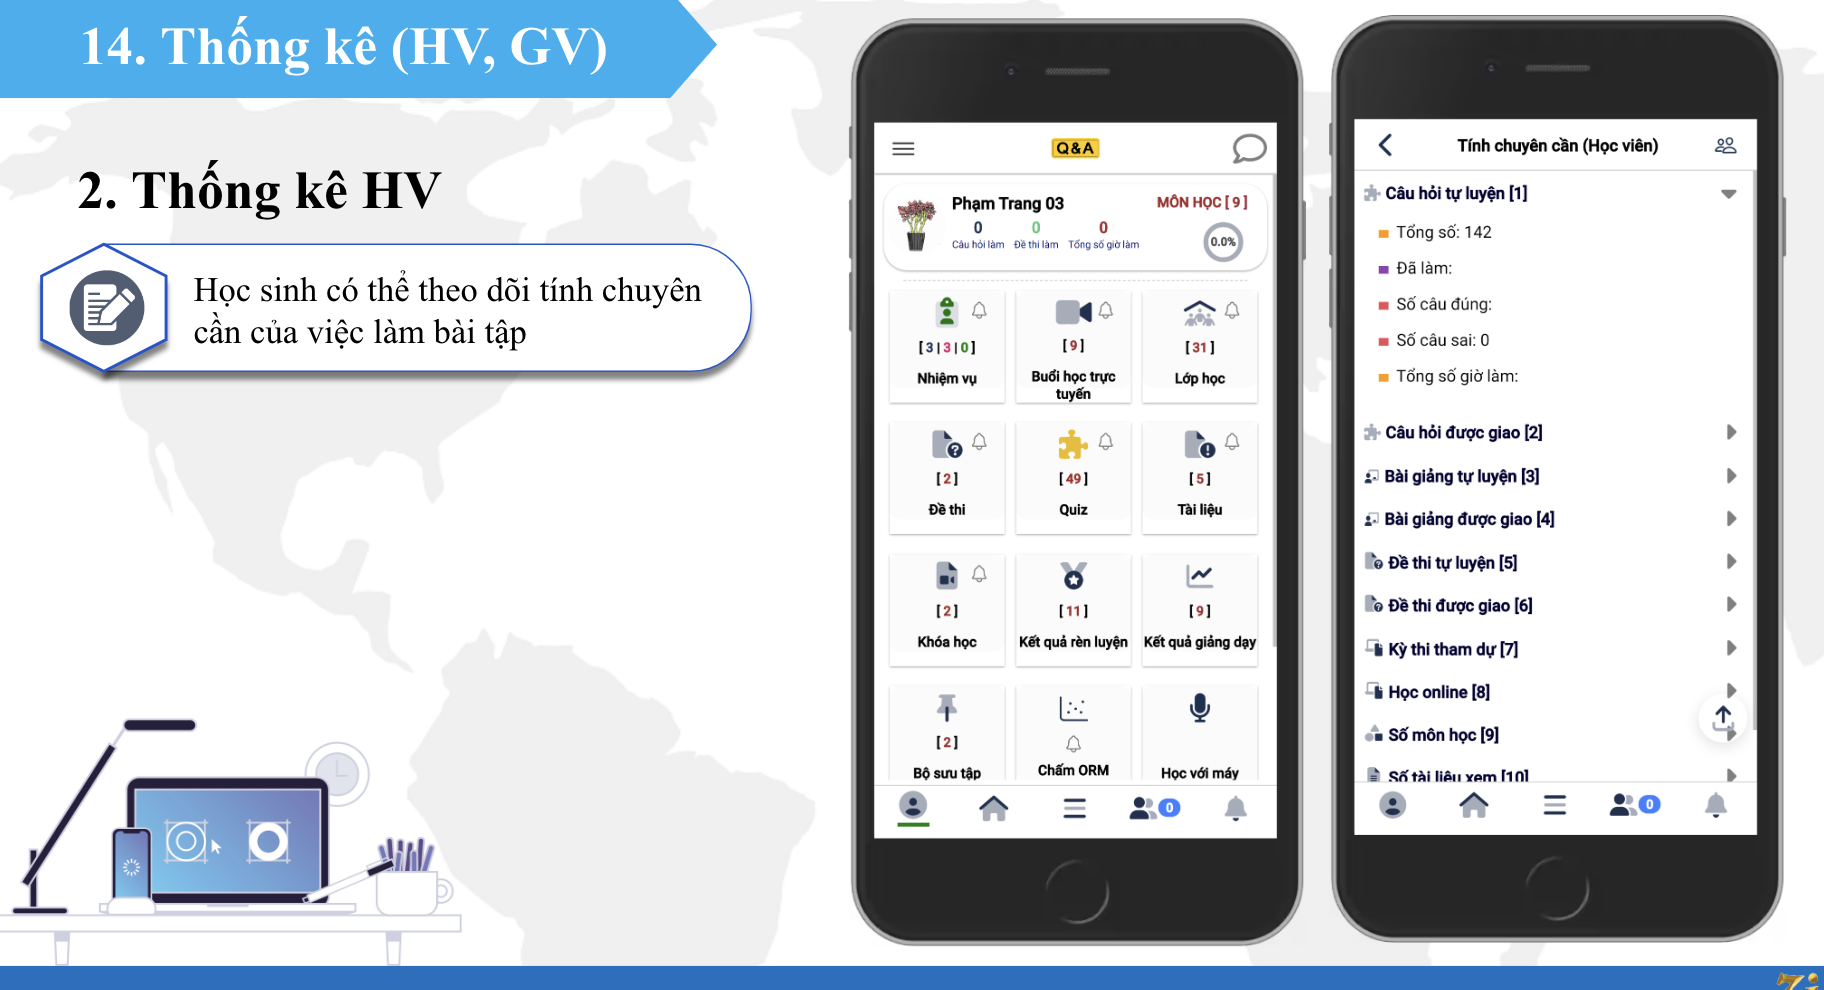 14. Thống kê (HV, GV)
2. Thống kê HV
Học sinh có thể theo dõi tính chuyên
cần của việc làm bài tập
Q&A
Phạm Trang 03
MÔN HỌC [ 9 ]
0 0 0
Câu hỏi làm Đề thi làm Tổng số giờ làm
0.0%
[ 3 | 3 | 0 ]
Nhiệm vụ
[ 9 ]
Buổi học trực
tuyến
[ 31 ]
Lớp học
[ 2 ]
Đề thi
[ 49 ]
Quiz
[ 5 ]
Tài liệu
[ 2 ]
Khóa học
[ 11 ]
Kết quả rèn luyện
[ 9 ]
Kết quả giảng dạy
[ 2 ]
Bộ sưu tập
Chấm ORM
Học với máy
0
Tính chuyên cần (Học viên)
Câu hỏi tự luyện [1]
Tổng số: 142
Đã làm:
Số câu đúng:
Số câu sai: 0
Tổng số giờ làm:
Câu hỏi được giao [2]
Bài giảng tự luyện [3]
Bài giảng được giao [4]
Đề thi tự luyện [5]
Đề thi được giao [6]
Kỳ thi tham dự [7]
Học online [8]
Số môn học [9]
Số tài liệu xem [10]
0